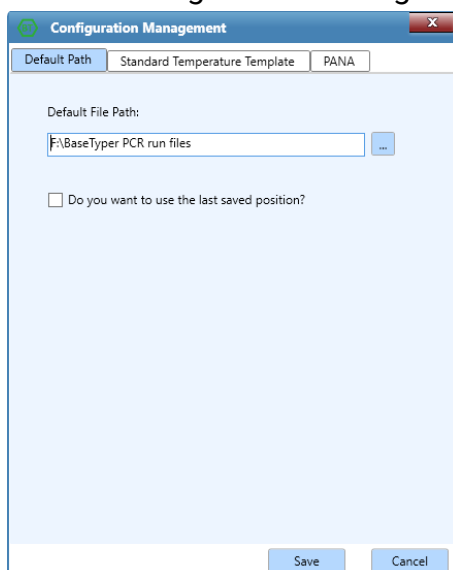 Configuration Management
x
Default Path Standard Temperature Template PANA
Default File Path:
F:\BaseTyper PCR run files ...
Do you want to use the last saved position?
Save Cancel